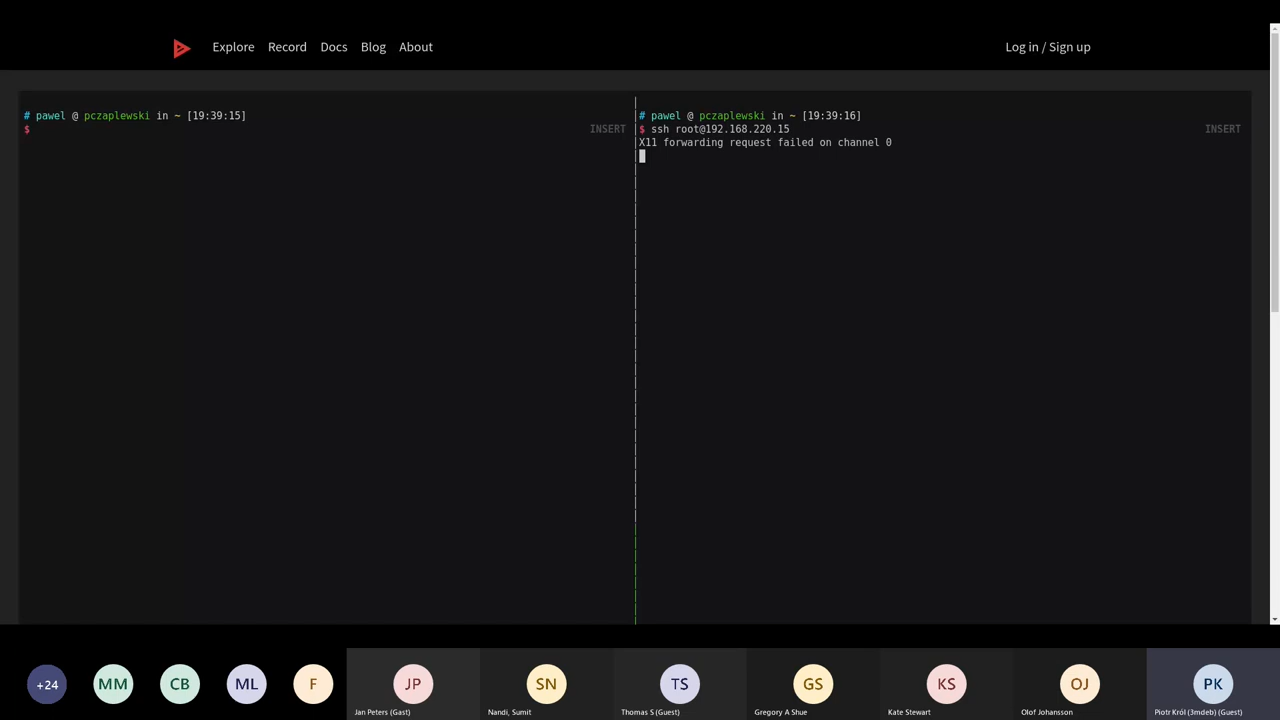 Explore Record Docs Blog About Log in / Sign up
# pawel @ pczaplewski in ~ [19:39:15]
$ INSERT
# pawel @ pczaplewski in ~ [19:39:16]
$ ssh root@192.168.220.15 INSERT
X11 forwarding request failed on channel 0
+24 MM CB ML F JP SN TS GS KS OJ PK
Jan Peters (Gast) Nandi, Sumit Thomas S (Guest) Gregory A Shue Kate Stewart Olof Johansson Piotr Król (3mdeb) (Guest)